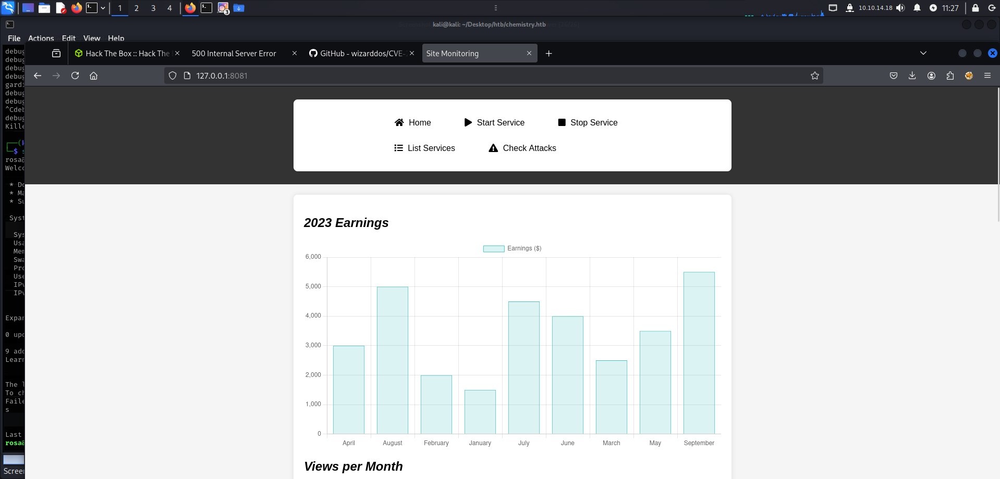 1 2 3 4 10.10.14.18 11:27
kali@kali: ~/Desktop/htb/chemistry.htb
File Actions Edit View Help
Hack The Box :: Hack The
500 Internal Server Error
GitHub - wizarddos/CVE-
Site Monitoring
127.0.0.1:8081
debug
debug
debug
debug
gardi
debug
debug
^Cdeb
debug
Kille
$ s
rosa@
Welco
* Do
* Ma
* Su
Syst
Sys
Usa
Mem
Swa
Pro
Use
IPv
IPv
Expan
0 upd
9 add
Learn
The l
To ch
Faile
s
Last
rosa@
Screen
Home Start Service Stop Service
List Services Check Attacks
2023 Earnings
Earnings ($)
6,000
5,000
4,000
3,000
2,000
1,000
0
April August February January July June March May September
Views per Month